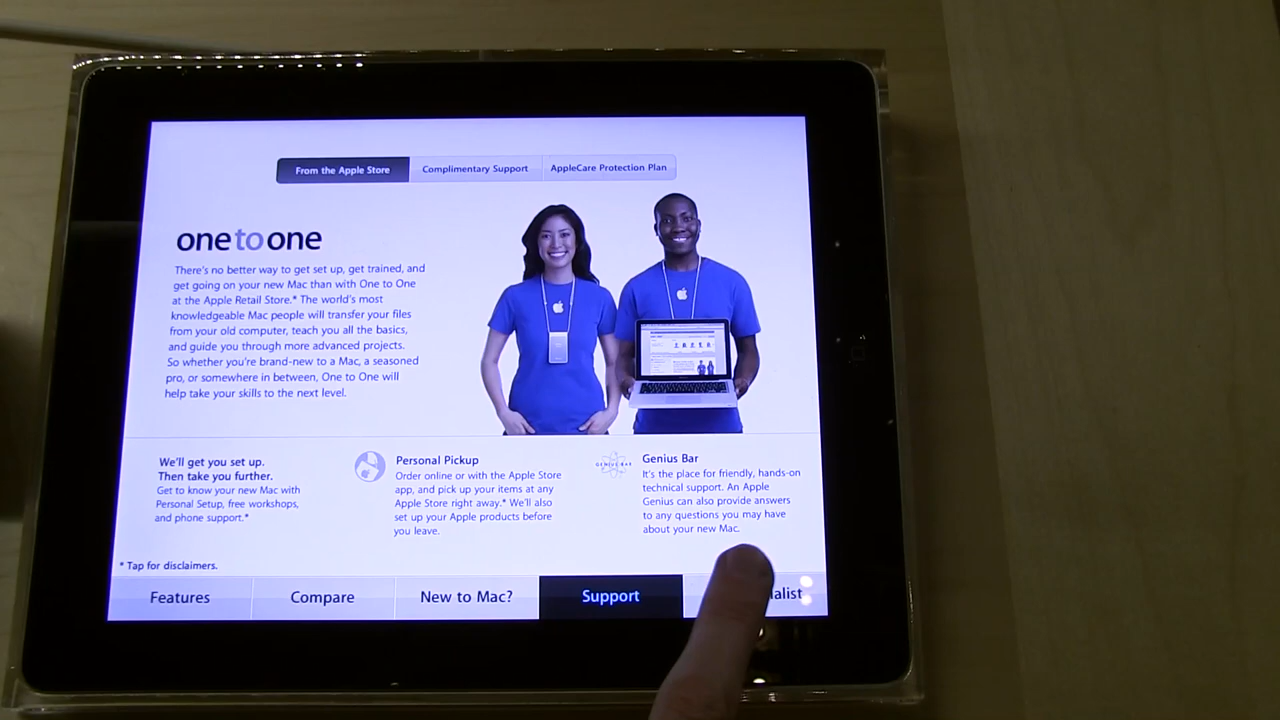 From the Apple Store
Complimentary Support
AppleCare Protection Plan
one to one
There's no better way to get set up, get trained, and
get going on your new Mac than with One to One
at the Apple Retail Store.* The world's most
knowledgeable Mac people will transfer your files
from your old computer, teach you all the basics,
and guide you through more advanced projects.
So whether you're brand-new to a Mac, a seasoned
pro, or somewhere in between, One to One will
help take your skills to the next level.
We'll get you set up.
Then take you further.
Get to know your new Mac with
Personal Setup, free workshops,
and phone support.*
Personal Pickup
Order online or with the Apple Store
app, and pick up your items at any
Apple Store right away.* We'll also
set up your Apple products before
you leave.
GENIUS BAR
Genius Bar
It's the place for friendly, hands-on
technical support. An Apple
Genius can also provide answers
to any questions you may have
about your new Mac.
* Tap for disclaimers.
Features
Compare
New to Mac?
Support